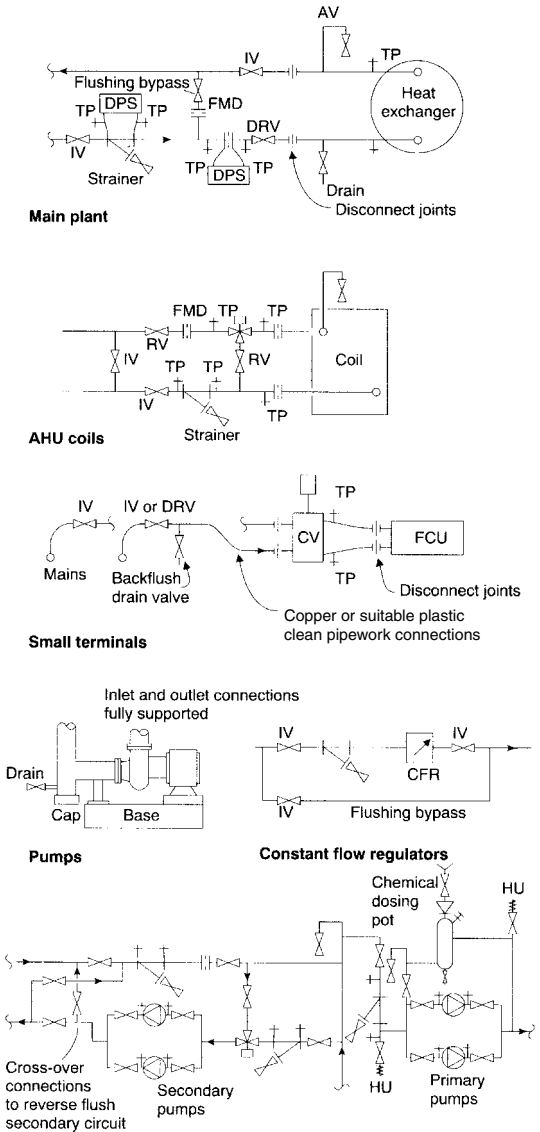 AV
IV
TP
Flushing bypass
DPS
TP
TP
FMD
Heat
exchanger
DRV
IV
TP
TP
Strainer
DPS
Drain
Disconnect joints
Main plant
FMD
TP
TP
RV
IV
RV
Coil
TP
TP
IV
TP
Strainer
AHU coils
IV
IV or DRV
TP
CV
FCU
Mains
Backflush
drain valve
TP
Disconnect joints
Copper or suitable plastic
clean pipework connections
Small terminals
Inlet and outlet connections
fully supported
IV
IV
Drain
CFR
Cap
Base
IV
Flushing bypass
Pumps
Constant flow regulators
Chemical
dosing
pot
HU
Cross-over
connections
to reverse flush
secondary circuit
Secondary
pumps
HU
Primary
pumps